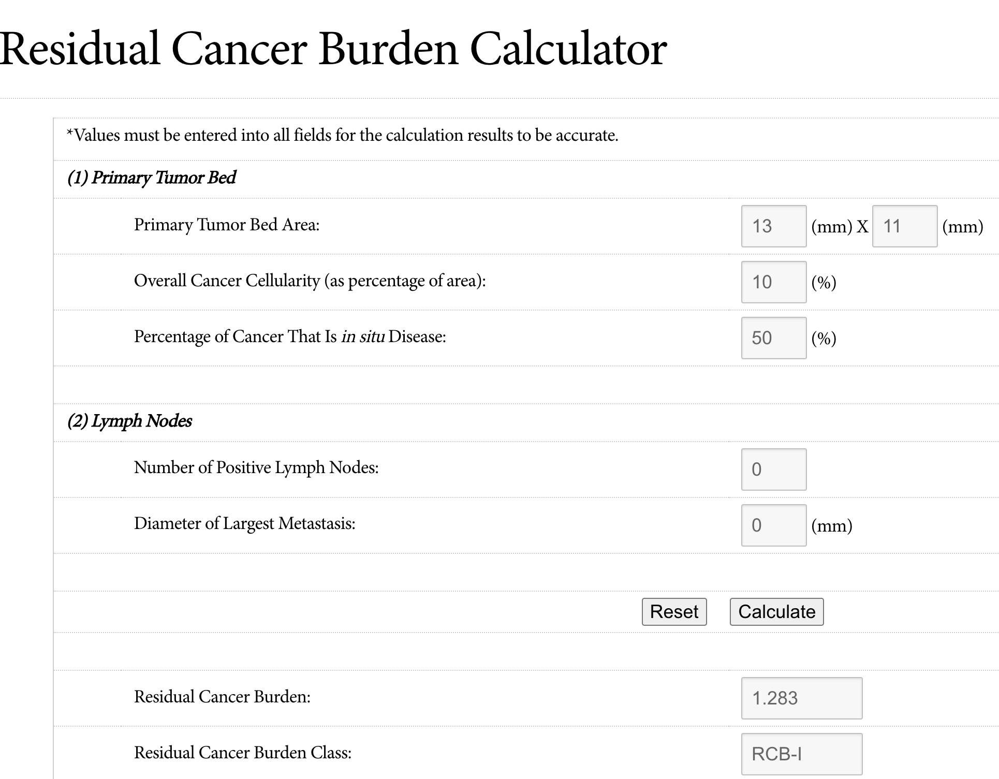 Residual Cancer Burden Calculator
*Values must be entered into all fields for the calculation results to be accurate.
(1) Primary Tumor Bed
Primary Tumor Bed Area: 13 (mm) X 11 (mm)
Overall Cancer Cellularity (as percentage of area): 10 (%)
Percentage of Cancer That Is in situ Disease: 50 (%)
(2) Lymph Nodes
Number of Positive Lymph Nodes: 0
Diameter of Largest Metastasis: 0 (mm)
Reset Calculate
Residual Cancer Burden: 1.283
Residual Cancer Burden Class: RCB-I